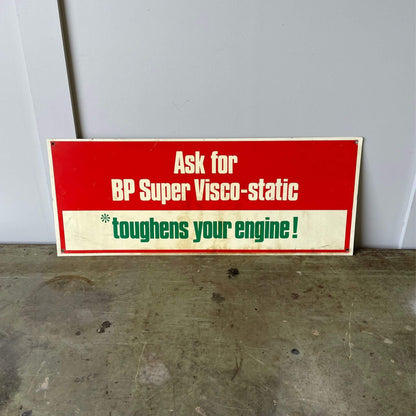 Ask for
BP Super Visco-static
*toughens your engine!